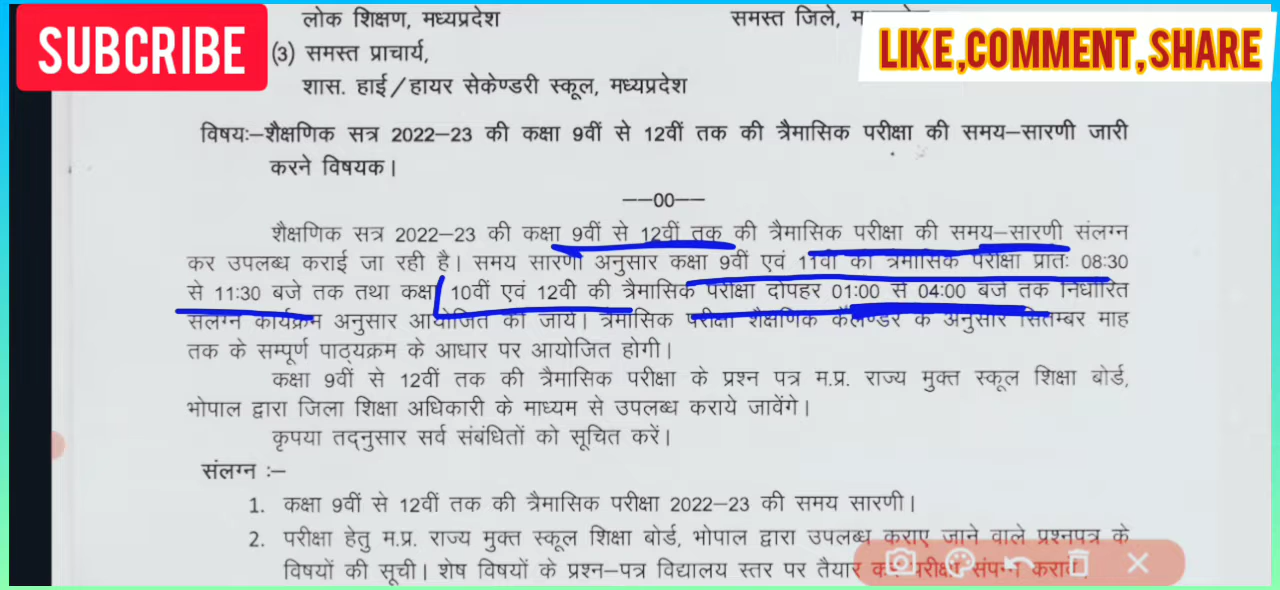 SUBCRIBE
LIKE,COMMENT,SHARE
लोक शिक्षण, मध्यप्रदेश
समस्त जिले,
(3) समस्त प्राचार्य,
शास. हाई/हायर सेकेण्डरी स्कूल, मध्यप्रदेश
विषयः–शैक्षणिक सत्र 2022–23 की कक्षा 9वीं से 12वीं तक की त्रैमासिक परीक्षा की समय–सारणी जारी
करने विषयक।
––00––
शैक्षणिक सत्र 2022–23 की कक्षा 9वीं से 12वीं तक की त्रैमासिक परीक्षा की समय–सारणी संलग्न
कर उपलब्ध कराई जा रही है। समय सारणी अनुसार कक्षा 9वीं एवं 11वी की त्रैमासिक परीक्षा प्रातः 08:30
से 11:30 बजे तक तथा कक्षा 10वीं एवं 12वी की त्रैमासिक परीक्षा दोपहर 01:00 से 04:00 बजे तक निर्धारित
संलग्न कार्यक्रम अनुसार आयोजित की जाये। त्रैमासिक परीक्षा शैक्षणिक कैलेण्डर के अनुसार सितम्बर माह
तक के सम्पूर्ण पाठ्यक्रम के आधार पर आयोजित होगी।
कक्षा 9वीं से 12वीं तक की त्रैमासिक परीक्षा के प्रश्न पत्र म.प्र. राज्य मुक्त स्कूल शिक्षा बोर्ड,
भोपाल द्वारा जिला शिक्षा अधिकारी के माध्यम से उपलब्ध कराये जावेंगे।
कृपया तद्नुसार सर्व संबंधितों को सूचित करें।
संलग्न :–
1. कक्षा 9वीं से 12वीं तक की त्रैमासिक परीक्षा 2022–23 की समय सारणी।
2. परीक्षा हेतु म.प्र. राज्य मुक्त स्कूल शिक्षा बोर्ड, भोपाल द्वारा उपलब्ध कराए जाने वाले प्रश्नपत्र के
विषयों की सूची। शेष विषयों के प्रश्न–पत्र विद्यालय स्तर पर तैयार कर परीक्षा संपन्न करावें